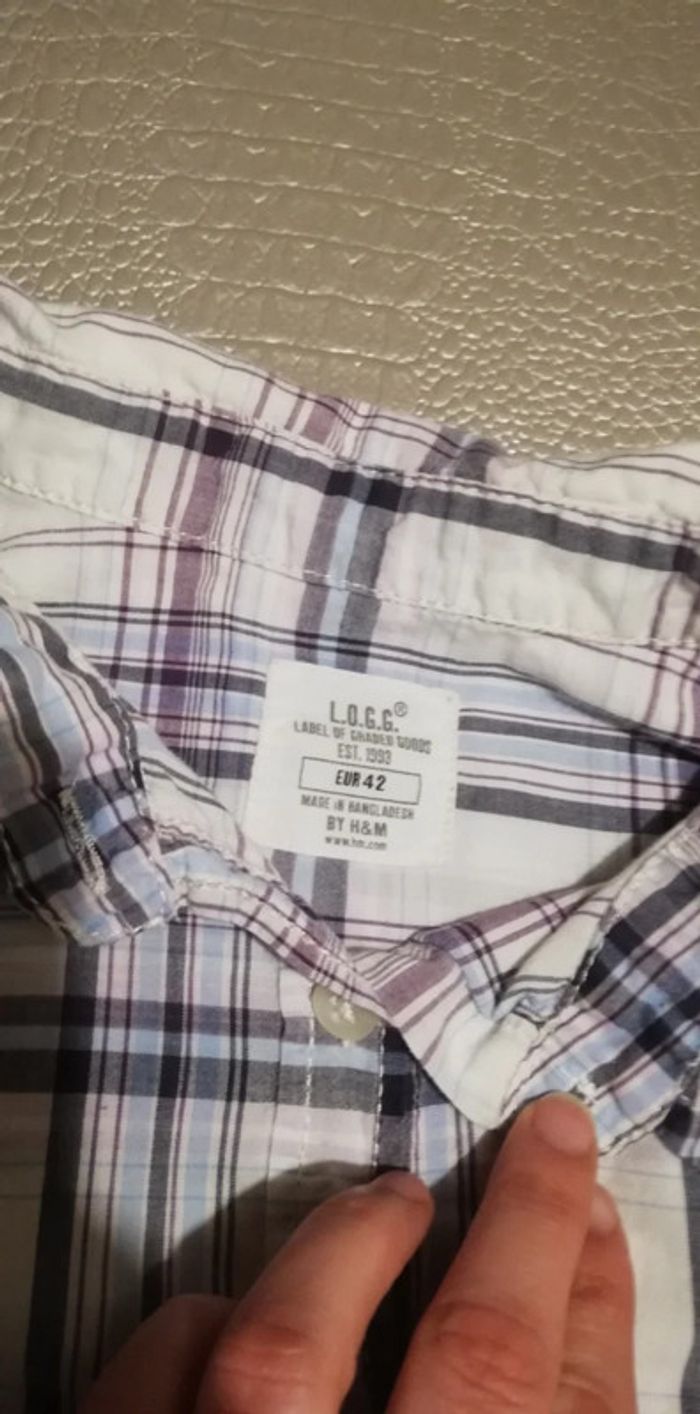 L.O.G.G.®
LABEL OF GRADED GOODS
EST. 1993
EUR 42
MADE IN BANGLADESH
BY H&M
www.hm.com